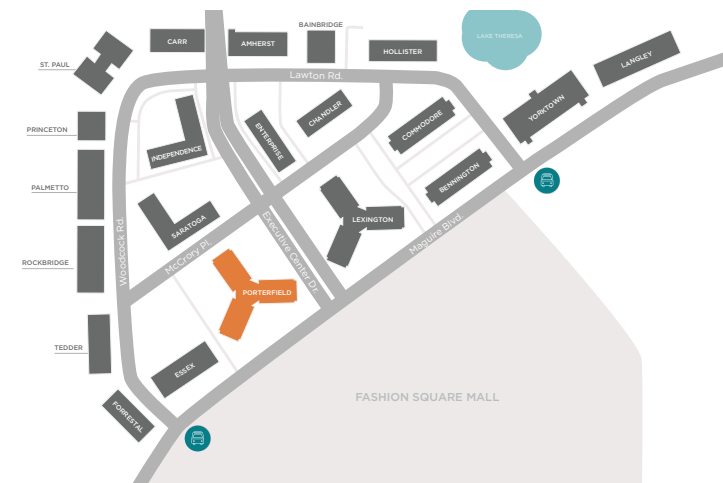 BAINBRIDGE
CARR
AMHERST
HOLLISTER
LAKE THERESA
LANGLEY
ST. PAUL
Lawton Rd.
YORKTOWN
CHANDLER
COMMODORE
PRINCETON
ENTERPRISE
INDEPENDENCE
BENNINGTON
PALMETTO
LEXINGTON
SARATOGA
Maguire Blvd.
Woodcock Rd.
McCrory Pl.
Executive Center Dr.
ROCKBRIDGE
PORTERFIELD
TEDDER
ESSEX
FASHION SQUARE MALL
FORRESTAL